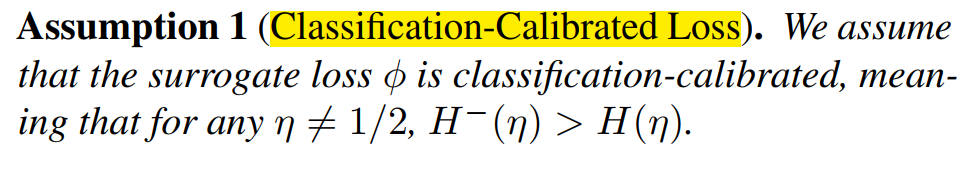 Assumption 1 (Classification-Calibrated Loss). We assume
that the surrogate loss ϕ is classification-calibrated, mean-
ing that for any η ≠ 1/2, H⁻(η) > H(η).